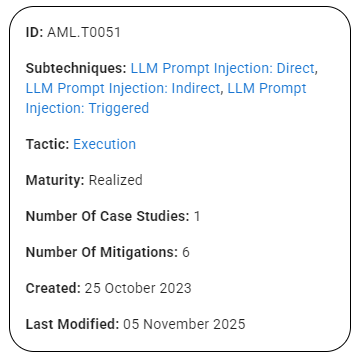 ID: AML.T0051
Subtechniques: LLM Prompt Injection: Direct,
LLM Prompt Injection: Indirect, LLM Prompt
Injection: Triggered
Tactic: Execution
Maturity: Realized
Number Of Case Studies: 1
Number Of Mitigations: 6
Created: 25 October 2023
Last Modified: 05 November 2025